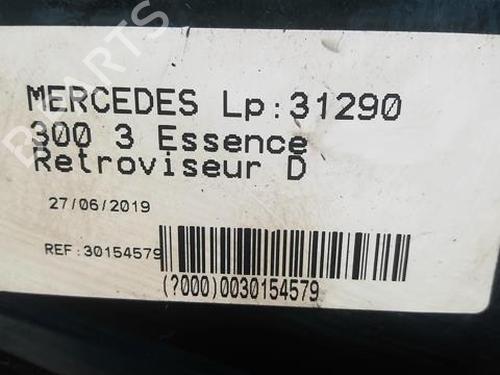 MERCEDES Lp:31290
300 3 Essence
Retroviseur D
27/06/2019
REF:30154579
(?000)0030154579